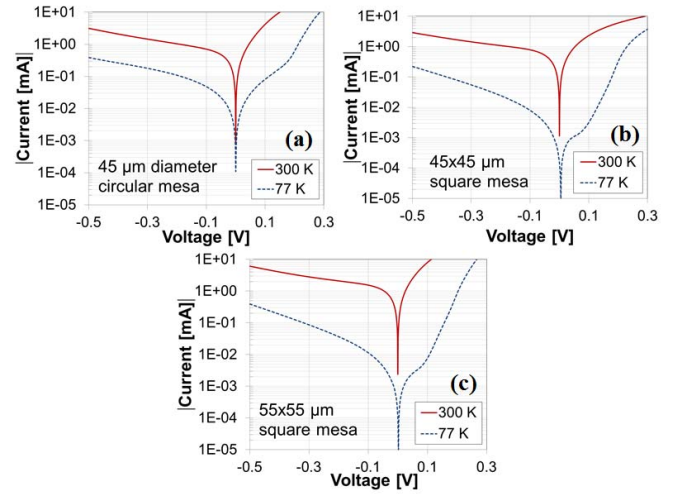 |Current [mA]|
1E+01
1E+00
1E-01
1E-02
1E-03
1E-04
1E-05
(a)
45 µm diameter
circular mesa
300 K
77 K
-0.5
-0.3
-0.1
0.1
0.3
Voltage [V]
|Current [mA]|
1E+01
1E+00
1E-01
1E-02
1E-03
1E-04
1E-05
(b)
45x45 µm
square mesa
300 K
77 K
-0.5
-0.3
-0.1
0.1
0.3
Voltage [V]
|Current [mA]|
1E+01
1E+00
1E-01
1E-02
1E-03
1E-04
1E-05
(c)
55x55 µm
square mesa
300 K
77 K
-0.5
-0.3
-0.1
0.1
0.3
Voltage [V]